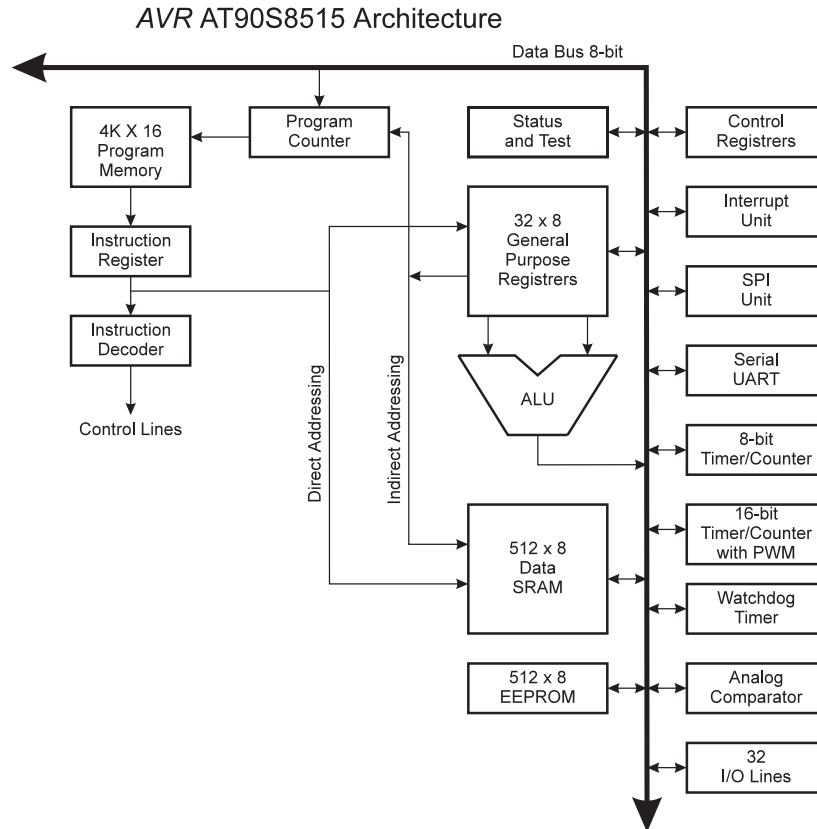 AVR AT90S8515 Architecture
Data Bus 8-bit
4K X 16
Program
Memory
Program
Counter
Status
and Test
Control
Registrers
Instruction
Register
32 x 8
General
Purpose
Registrers
Interrupt
Unit
SPI
Unit
Instruction
Decoder
Control Lines
Direct Addressing
Indirect Addressing
ALU
Serial
UART
8-bit
Timer/Counter
512 x 8
Data
SRAM
16-bit
Timer/Counter
with PWM
Watchdog
Timer
512 x 8
EEPROM
Analog
Comparator
32
I/O Lines